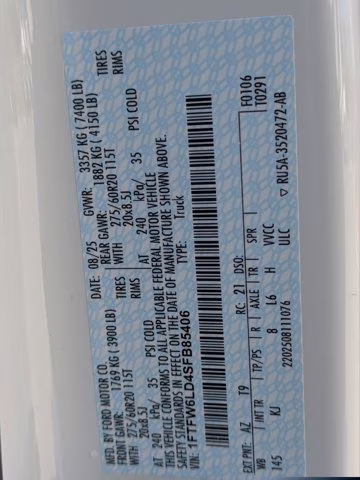 MFD. BY FORD MOTOR CO.
DATE: 08/25 GVWR: 3357 KG ( 7400 LB)
FRONT GAWR: 1769 KG ( 3900 LB) REAR GAWR: 1882 KG ( 4150 LB)
WITH 275/60R20 115T TIRES WITH 275/60R20 115T TIRES
20x8.5J RIMS 20x8.5J RIMS
AT 240 kPa/ 35 PSI COLD AT 240 kPa/ 35 PSI COLD
THIS VEHICLE CONFORMS TO ALL APPLICABLE FEDERAL MOTOR VEHICLE
SAFETY STANDARDS IN EFFECT ON THE DATE OF MANUFACTURE SHOWN ABOVE.
VIN: 1FTFW6LD4SFB85406
TYPE: Truck
F0106
T0291
EXT PNT: AZ T9 RC: 21 DSO:
WB INT TR TP/PS R AXLE TR SPR
145 KJ 8 L6 H VVCC
2202508111076 ULC
▽ RU5A-3520472-AB